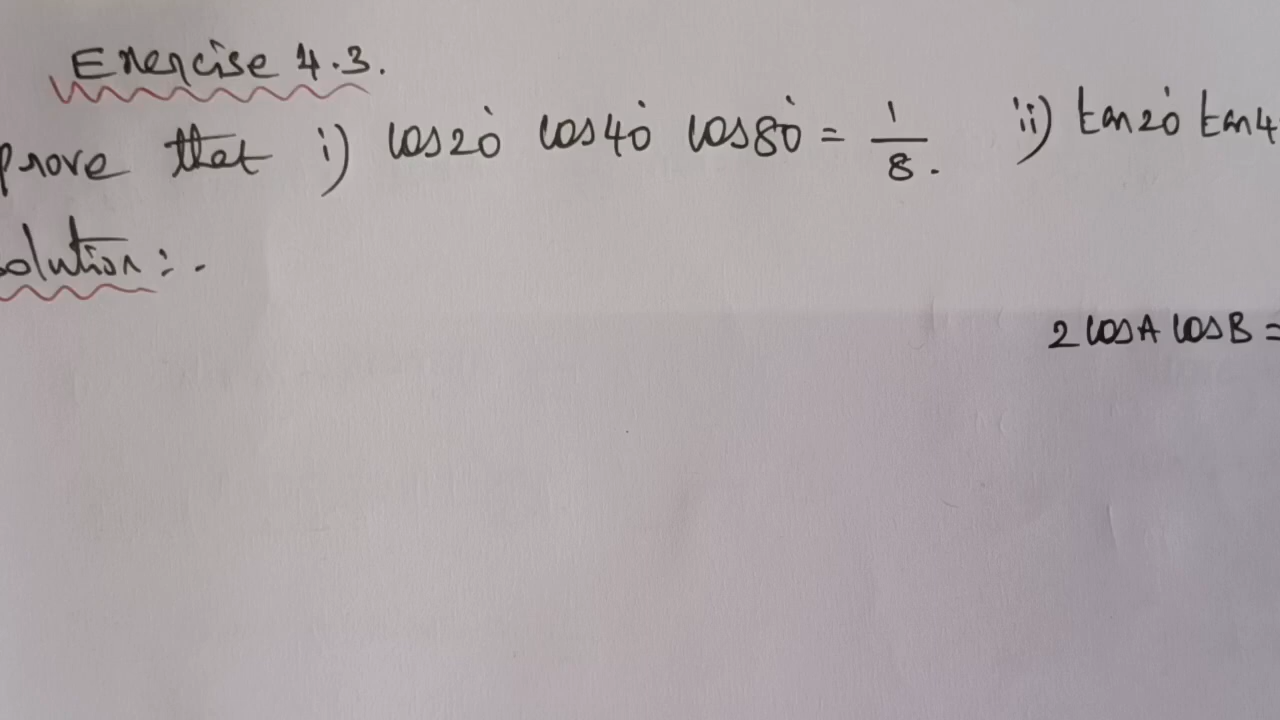 Exercise 4.3.
prove that i) cos20° cos40° cos80° = 1/8. ii) tan20° tan4
solution:-
2 cosA cosB =